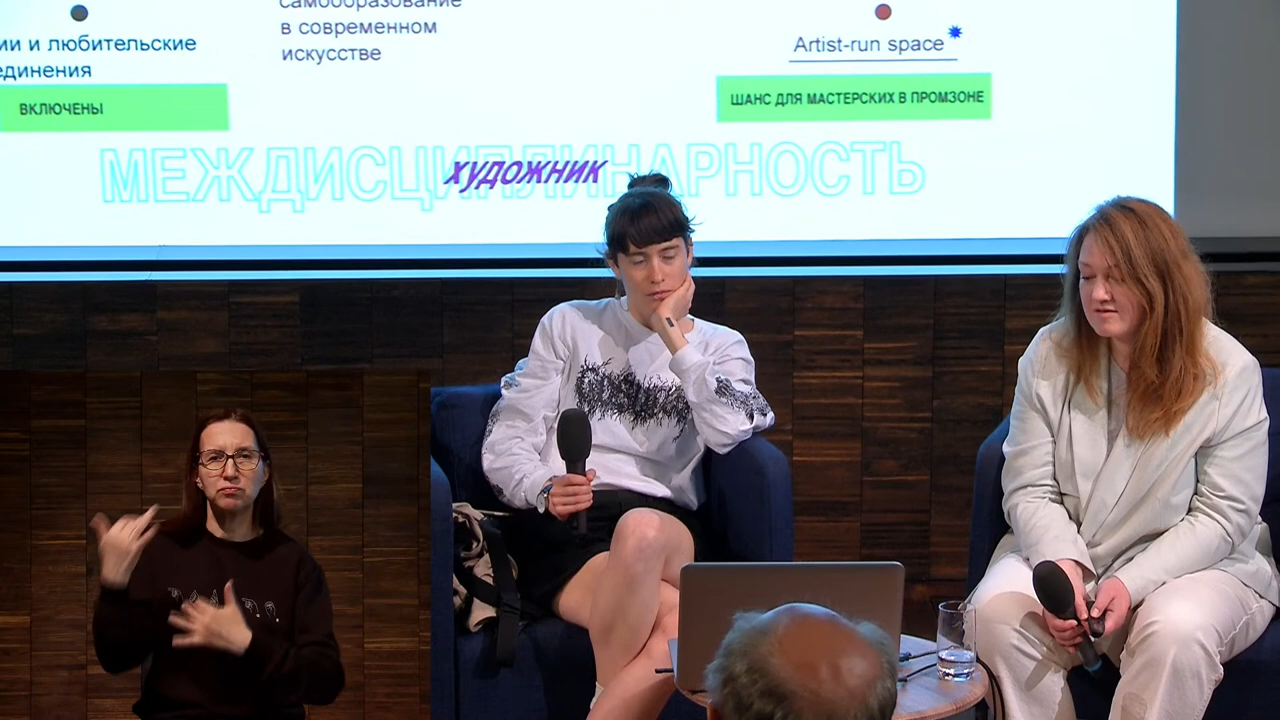 самообразование
в современном
искусстве
ии и любительские
единения
ВКЛЮЧЕНЫ
Artist-run space
ШАНС ДЛЯ МАСТЕРСКИХ В ПРОМЗОНЕ
МЕЖДИСЦИПЛИНАРНОСТЬ
художник